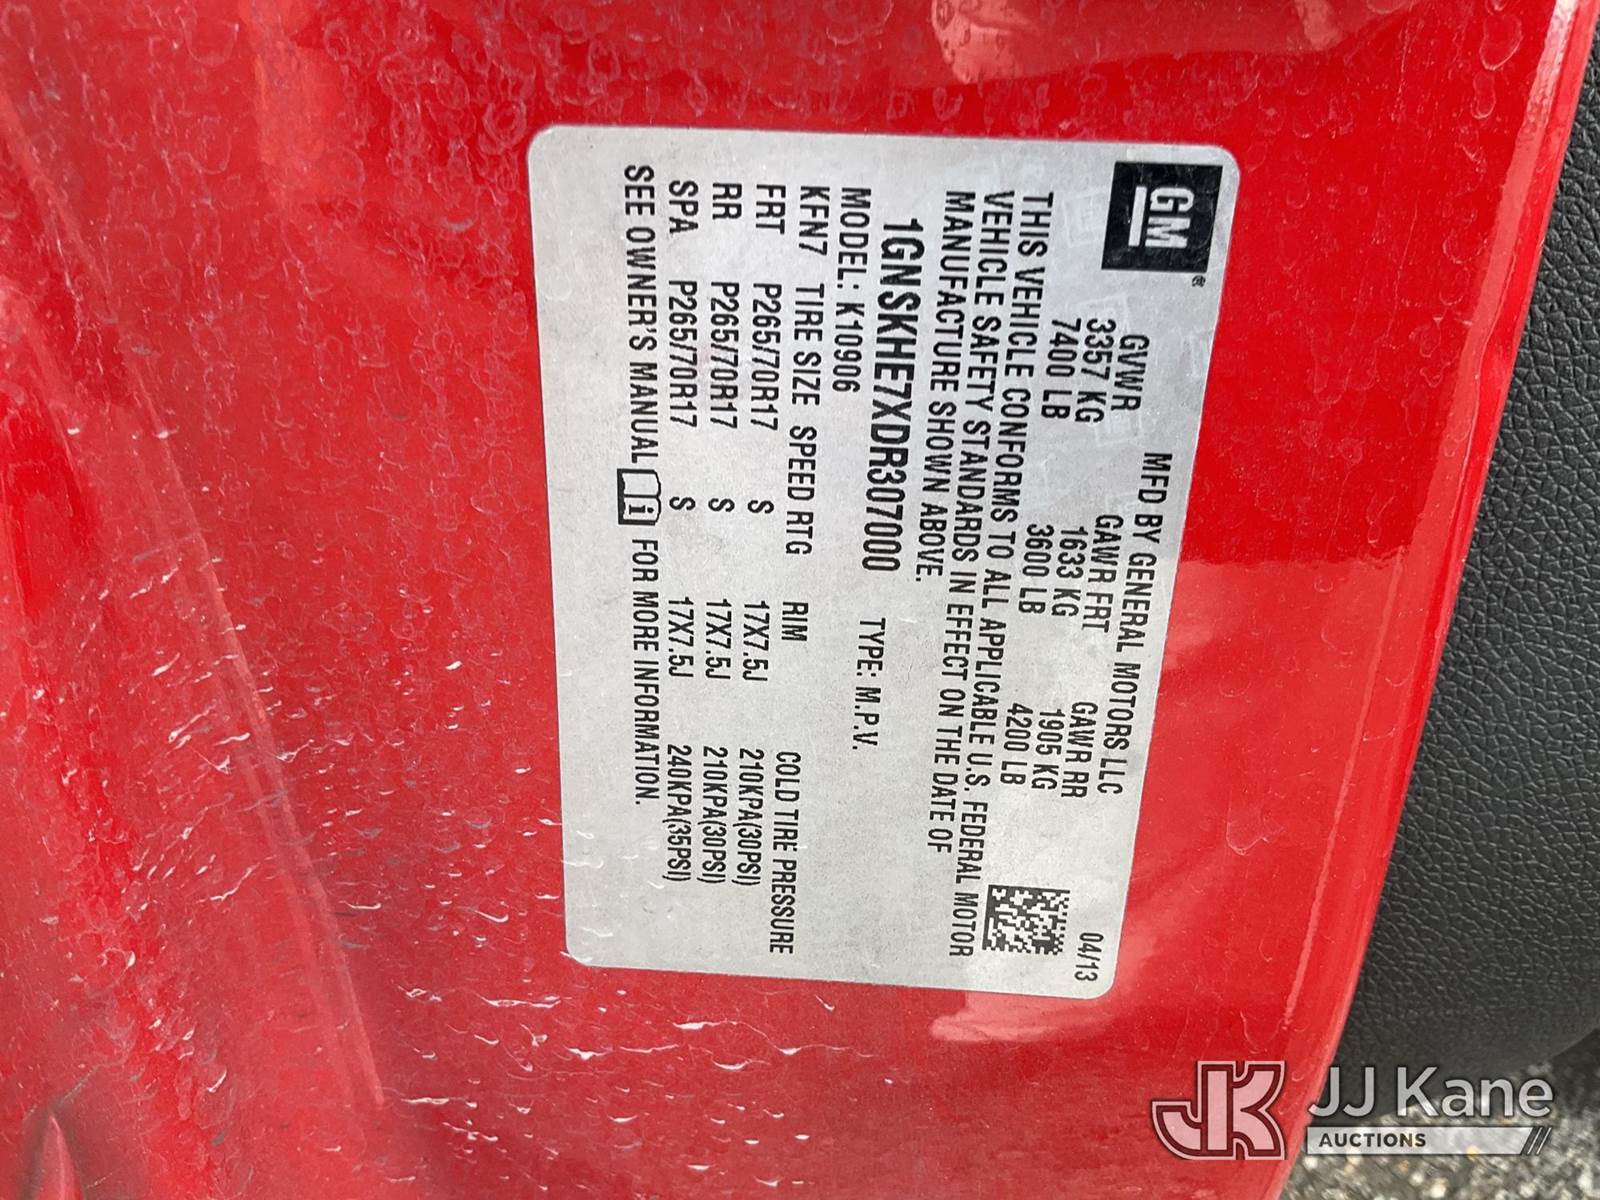 GM®
MFD BY GENERAL MOTORS LLC 04/13
GVWR GAWR FRT GAWR RR
3357 KG 1633 KG 1905 KG
7400 LB 3600 LB 4200 LB
THIS VEHICLE CONFORMS TO ALL APPLICABLE U.S. FEDERAL MOTOR
VEHICLE SAFETY STANDARDS IN EFFECT ON THE DATE OF
MANUFACTURE SHOWN ABOVE.
1GNSKHE7XDR307000 TYPE: M.P.V.
MODEL: K10906
KFN7 TIRE SIZE SPEED RTG RIM COLD TIRE PRESSURE
FRT P265/70R17 S 17X7.5J 210KPA(30PSI)
RR P265/70R17 S 17X7.5J 210KPA(30PSI)
SPA P265/70R17 S 17X7.5J 240KPA(35PSI)
SEE OWNER'S MANUAL i FOR MORE INFORMATION.
JK JJ Kane
AUCTIONS